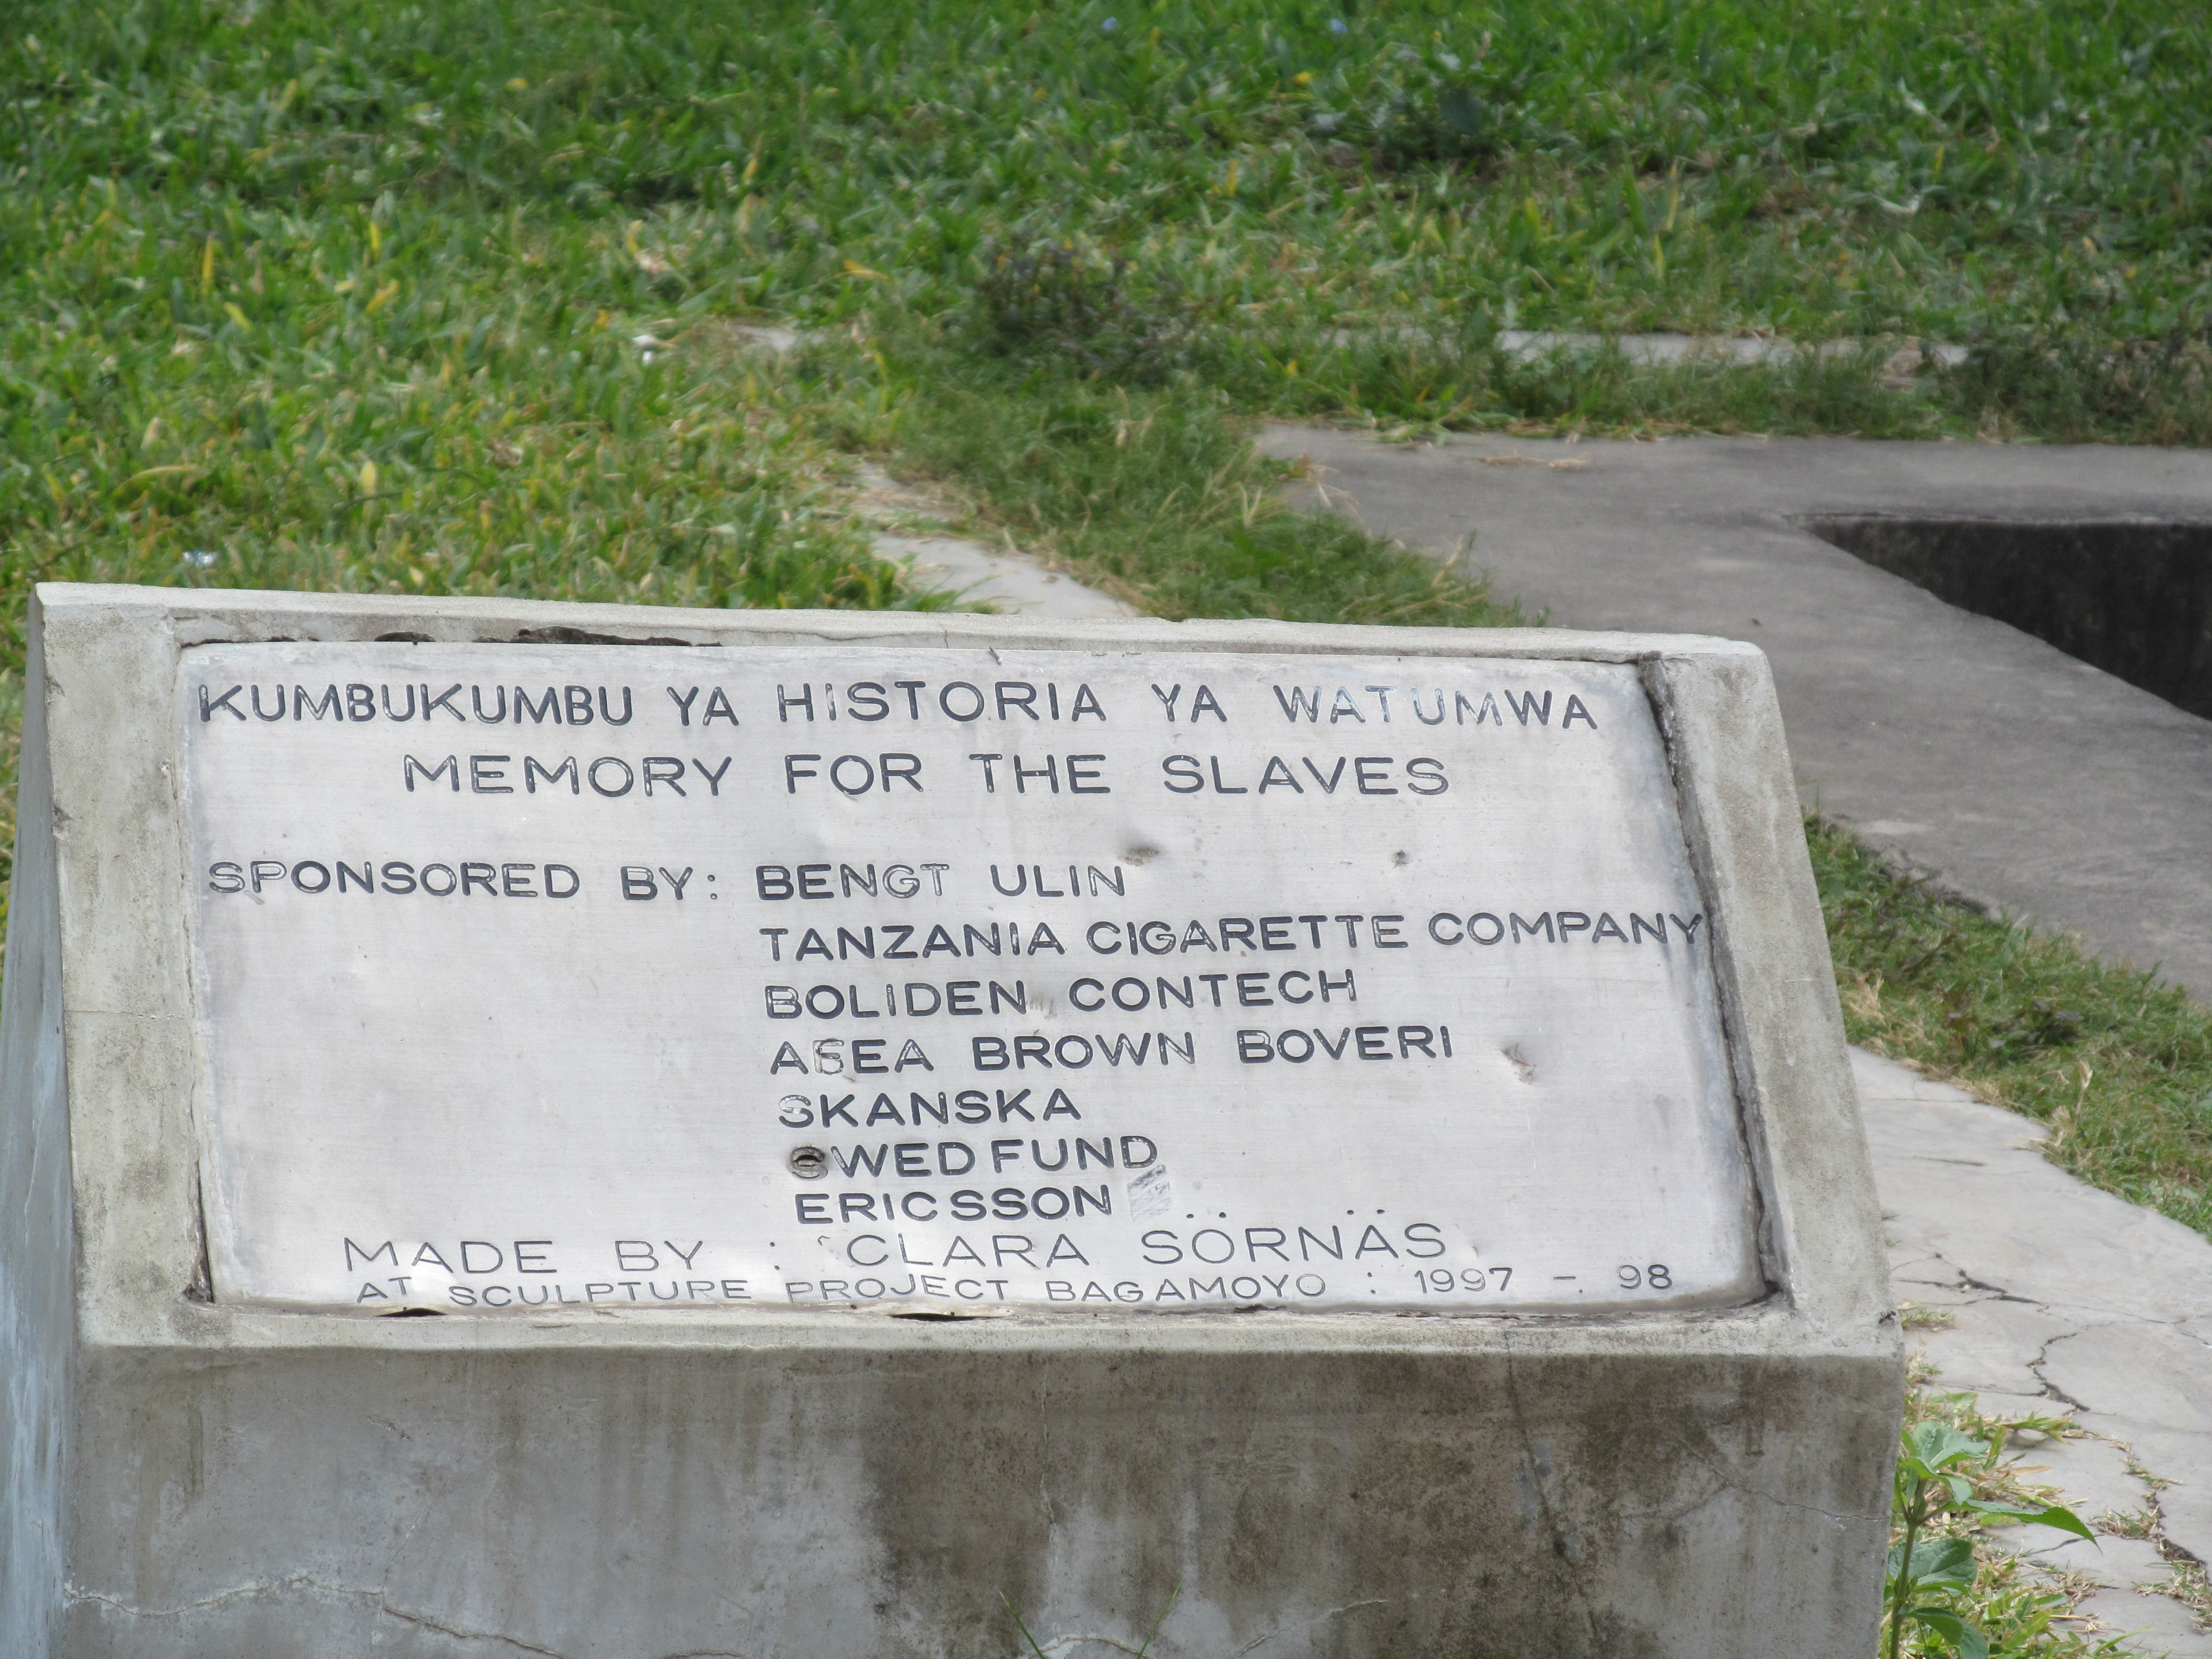 KUMBUKUMBU YA HISTORIA YA WATUMWA
MEMORY FOR THE SLAVES
SPONSORED BY: BENGT ULIN
TANZANIA CIGARETTE COMPANY
BOLIDEN CONTECH
ASEA BROWN BOVERI
SKANSKA
SWEDFUND
ERICSSON
MADE BY : CLARA SÖRNÄS
AT SCULPTURE PROJECT BAGAMOYO : 1997 - 98